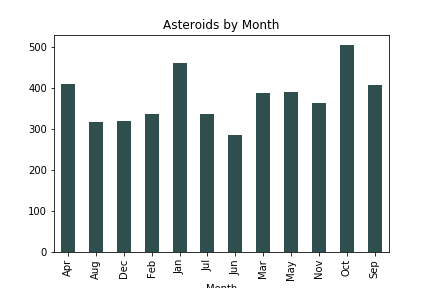 Asteroids by Month
500
400
300
200
100
0
Apr
Aug
Dec
Feb
Jan
Jul
Jun
Mar
May
Nov
Oct
Sep
Month